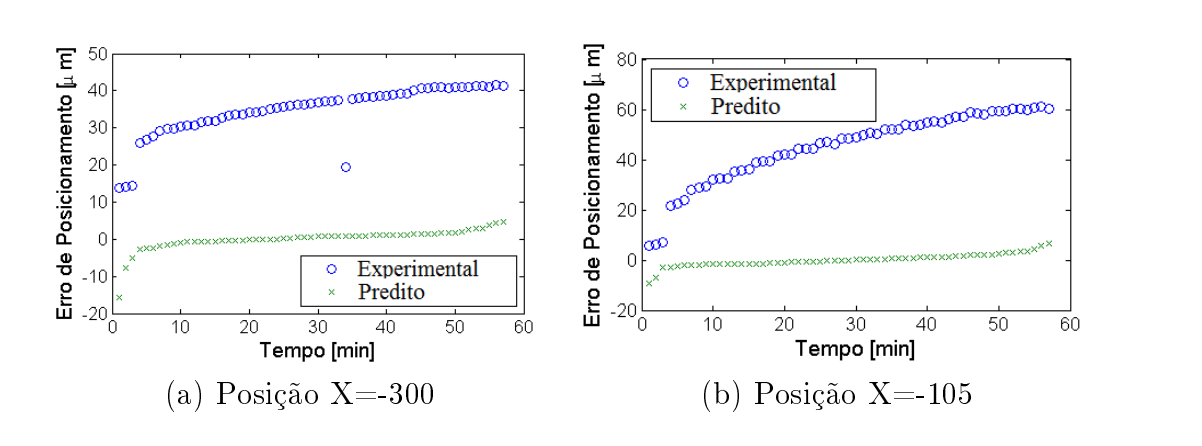 50
40
30
20
10
0
-10
-20
0 10 20 30 40 50 60
Erro de Posicionamento [μ m]
Tempo [min]
Experimental
Predito
(a) Posição X=-300
80
60
40
20
0
-20
0 10 20 30 40 50 60
Erro de Posicionamento [μ m]
Tempo [min]
Experimental
Predito
(b) Posição X=-105